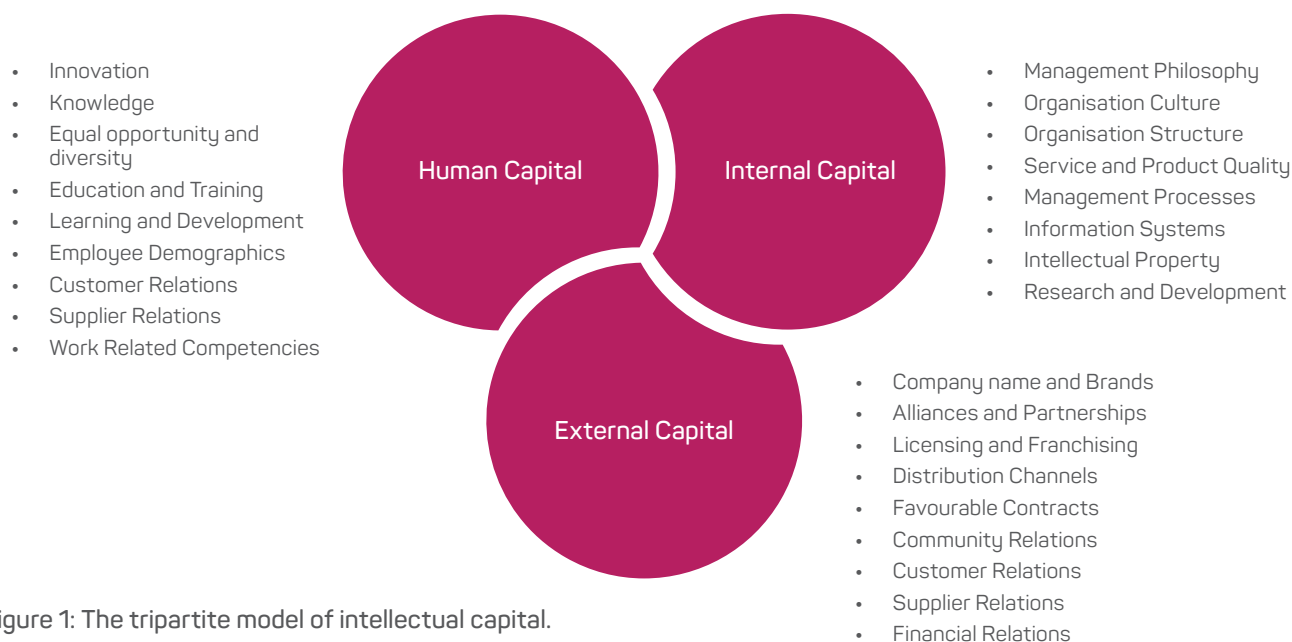 • Innovation
• Knowledge
• Equal opportunity and
diversity
• Education and Training
• Learning and Development
• Employee Demographics
• Customer Relations
• Supplier Relations
• Work Related Competencies
Human Capital
Internal Capital
• Management Philosophy
• Organisation Culture
• Organisation Structure
• Service and Product Quality
• Management Processes
• Information Systems
• Intellectual Property
• Research and Development
External Capital
• Company name and Brands
• Alliances and Partnerships
• Licensing and Franchising
• Distribution Channels
• Favourable Contracts
• Community Relations
• Customer Relations
• Supplier Relations
• Financial Relations
igure 1: The tripartite model of intellectual capital.